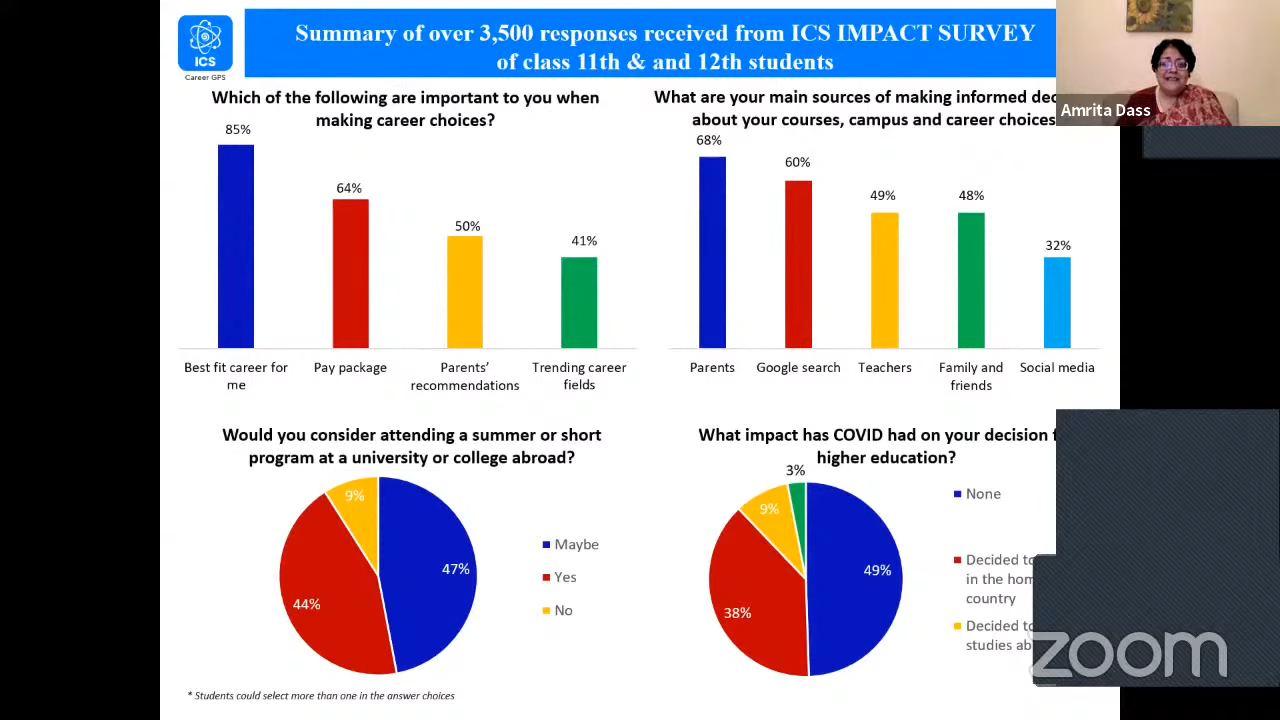 ICS
Career GPS
Summary of over 3,500 responses received from ICS IMPACT SURVEY
of class 11th & and 12th students
Amrita Dass
Which of the following are important to you when
making career choices?
85%
64%
50%
41%
Best fit career for
me
Pay package
Parents'
recommendations
Trending career
fields
What are your main sources of making informed
about your courses, campus and career choices
68%
60%
49%
48%
32%
Parents
Google search
Teachers
Family and
friends
Social media
Would you consider attending a summer or short
program at a university or college abroad?
9%
47%
44%
Maybe
Yes
No
What impact has COVID had on your decision
higher education?
3%
9%
49%
38%
None
Decided to
in the
country
Decided to
studies
zoom
* Students could select more than one in the answer choices